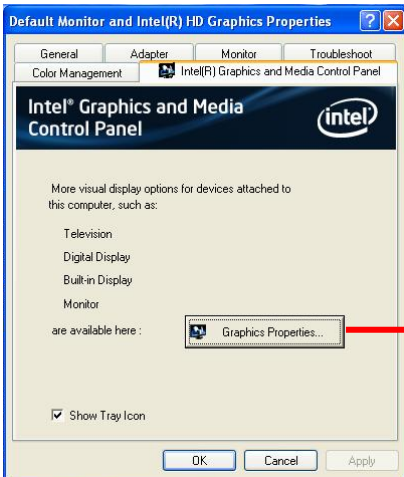 Default Monitor and Intel(R) HD Graphics Properties
General Adapter Monitor Troubleshoot
Color Management Intel(R) Graphics and Media Control Panel
Intel® Graphics and Media
Control Panel
intel
More visual display options for devices attached to
this computer, such as:
Television
Digital Display
Built-in Display
Monitor
are available here : Graphics Properties...
Show Tray Icon
OK Cancel Apply